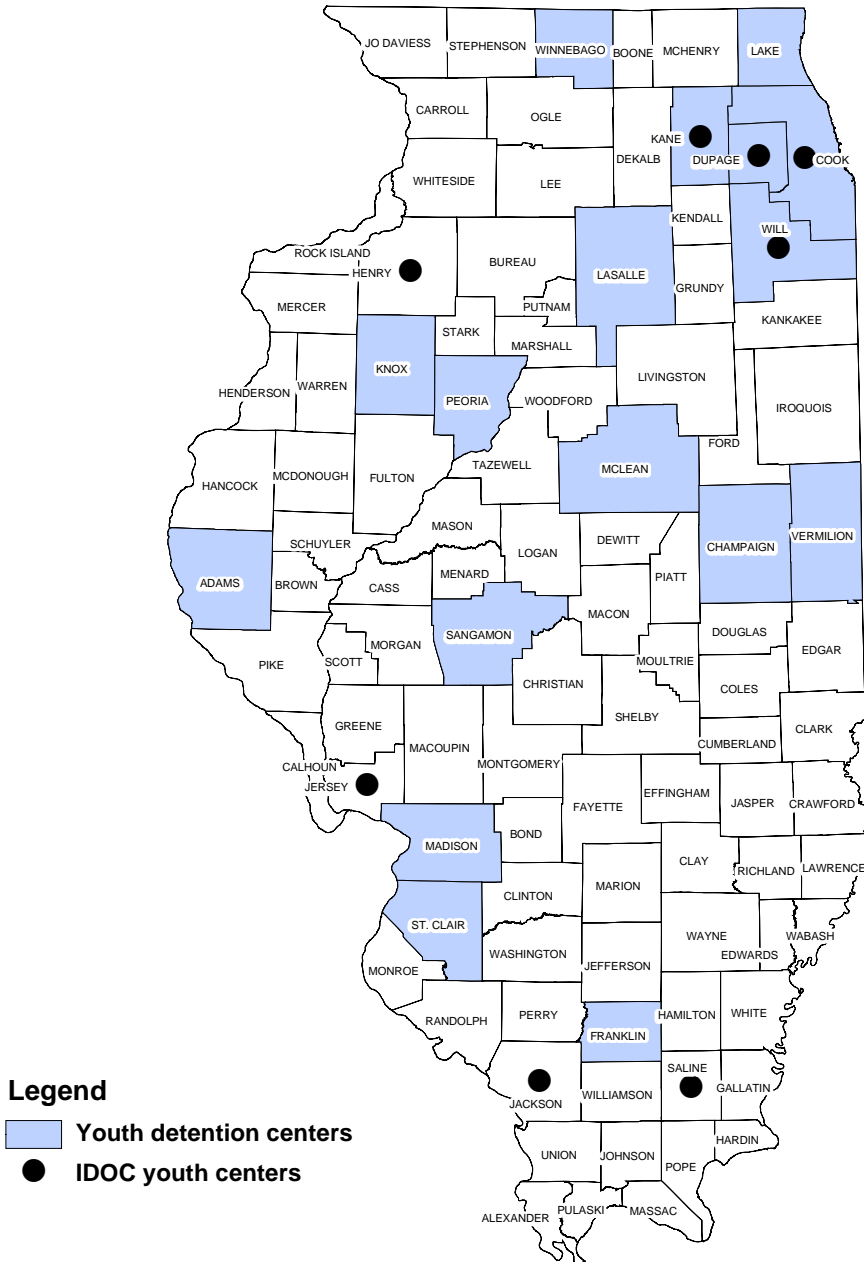 JO DAVIESS
STEPHENSON
WINNEBAGO
BOONE
MCHENRY
LAKE
CARROLL
OGLE
KANE
DUPAGE
COOK
DEKALB
WHITESIDE
LEE
KENDALL
WILL
ROCK ISLAND
HENRY
BUREAU
LASALLE
GRUNDY
MERCER
PUTNAM
KANKAKEE
STARK
MARSHALL
KNOX
LIVINGSTON
HENDERSON
WARREN
PEORIA
WOODFORD
IROQUOIS
FORD
TAZEWELL
MCLEAN
HANCOCK
MCDONOUGH
FULTON
MASON
DEWITT
VERMILION
SCHUYLER
LOGAN
CHAMPAIGN
ADAMS
BROWN
CASS
MENARD
PIATT
MACON
SANGAMON
DOUGLAS
MORGAN
EDGAR
PIKE
SCOTT
MOULTRIE
CHRISTIAN
COLES
SHELBY
GREENE
CLARK
MACOUPIN
CUMBERLAND
MONTGOMERY
CALHOUN
JERSEY
EFFINGHAM
FAYETTE
JASPER
CRAWFORD
BOND
MADISON
CLAY
RICHLAND
LAWRENCE
MARION
CLINTON
ST. CLAIR
WAYNE
WABASH
WASHINGTON
EDWARDS
JEFFERSON
MONROE
RANDOLPH
PERRY
HAMILTON
WHITE
FRANKLIN
SALINE
JACKSON
WILLIAMSON
GALLATIN
HARDIN
UNION
JOHNSON
POPE
ALEXANDER
PULASKI
MASSAC
Legend
Youth detention centers
IDOC youth centers